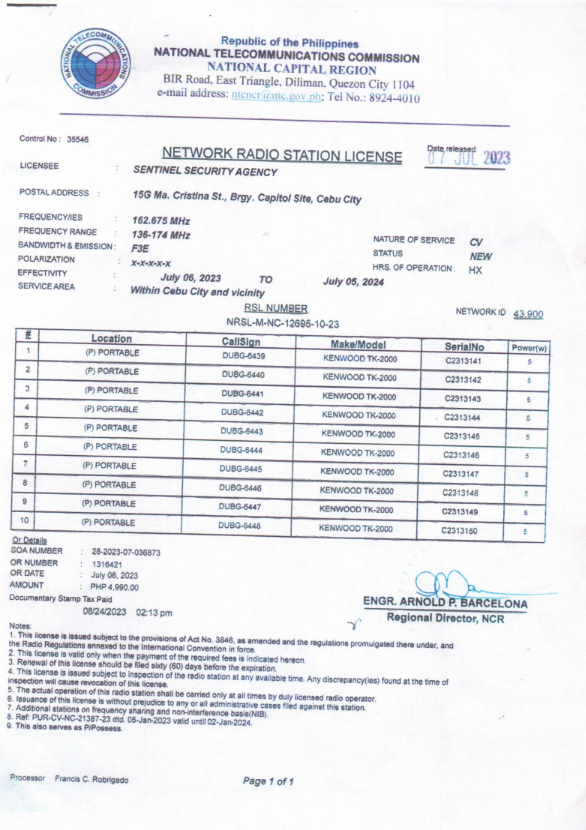 NATIONAL TELECOMMUNICATIONS COMMISSION
Republic of the Philippines
NATIONAL TELECOMMUNICATIONS COMMISSION
NATIONAL CAPITAL REGION
BIR Road, East Triangle, Diliman, Quezon City 1104
e-mail address: ntcncr@ntc.gov.ph; Tel No.: 8924-4010
Control No : 35546
NETWORK RADIO STATION LICENSE
Date released
07 JUL 2023
LICENSEE : SENTINEL SECURITY AGENCY
POSTAL ADDRESS : 15G Ma. Cristina St., Brgy. Capitol Site, Cebu City
FREQUENCY/IES : 162.675 MHz
FREQUENCY RANGE : 136-174 MHz NATURE OF SERVICE CV
BANDWIDTH & EMISSION : F3E STATUS NEW
POLARIZATION : x-x-x-x-x HRS. OF OPERATION : HX
EFFECTIVITY : July 06, 2023 TO July 05, 2024
SERVICE AREA : Within Cebu City and vicinity
RSL NUMBER NETWORK ID 43.900
NRSL-M-NC-12695-10-23
# Location CallSign Make/Model SerialNo Power(w)
1 (P) PORTABLE DUBG-6439 KENWOOD TK-2000 C2313141 5
2 (P) PORTABLE DUBG-6440 KENWOOD TK-2000 C2313142 5
3 (P) PORTABLE DUBG-6441 KENWOOD TK-2000 C2313143 5
4 (P) PORTABLE DUBG-6442 KENWOOD TK-2000 C2313144 5
5 (P) PORTABLE DUBG-6443 KENWOOD TK-2000 C2313145 5
6 (P) PORTABLE DUBG-6444 KENWOOD TK-2000 C2313146 5
7 (P) PORTABLE DUBG-6445 KENWOOD TK-2000 C2313147 5
8 (P) PORTABLE DUBG-6446 KENWOOD TK-2000 C2313148 5
9 (P) PORTABLE DUBG-6447 KENWOOD TK-2000 C2313149 5
10 (P) PORTABLE DUBG-6448 KENWOOD TK-2000 C2313150 5
Or Details
SOA NUMBER : 28-2023-07-036873
OR NUMBER : 1316421
OR DATE : July 06, 2023
AMOUNT : PHP 4,990.00
Documentary Stamp Tax Paid
08/24/2023 02:13 pm
ENGR. ARNOLD P. BARCELONA
Regional Director, NCR
Notes:
1. This license is issued subject to the provisions of Act No. 3846, as amended and the regulations promulgated there under, and
the Radio Regulations annexed to the International Convention in force.
2. This license is valid only when the payment of the required fees is indicated hereon.
3. Renewal of this license should be filed sixty (60) days before the expiration.
4. This license is issued subject to inspection of the radio station at any available time. Any discrepancy(ies) found at the time of
inspection will cause revocation of this license.
5. The actual operation of this radio station shall be carried only at all times by duly licensed radio operator.
6. Issuance of this license is without prejudice to any or all administrative cases filed against this station.
7. Additional stations on frequency sharing and non-interference basis(NIB).
8. Ref: PUR-CV-NC-21387-23 dtd. 05-Jan-2023 valid until 02-Jan-2024.
9. This also serves as P/Possess.
Processor Francis C. Robrigado
Page 1 of 1